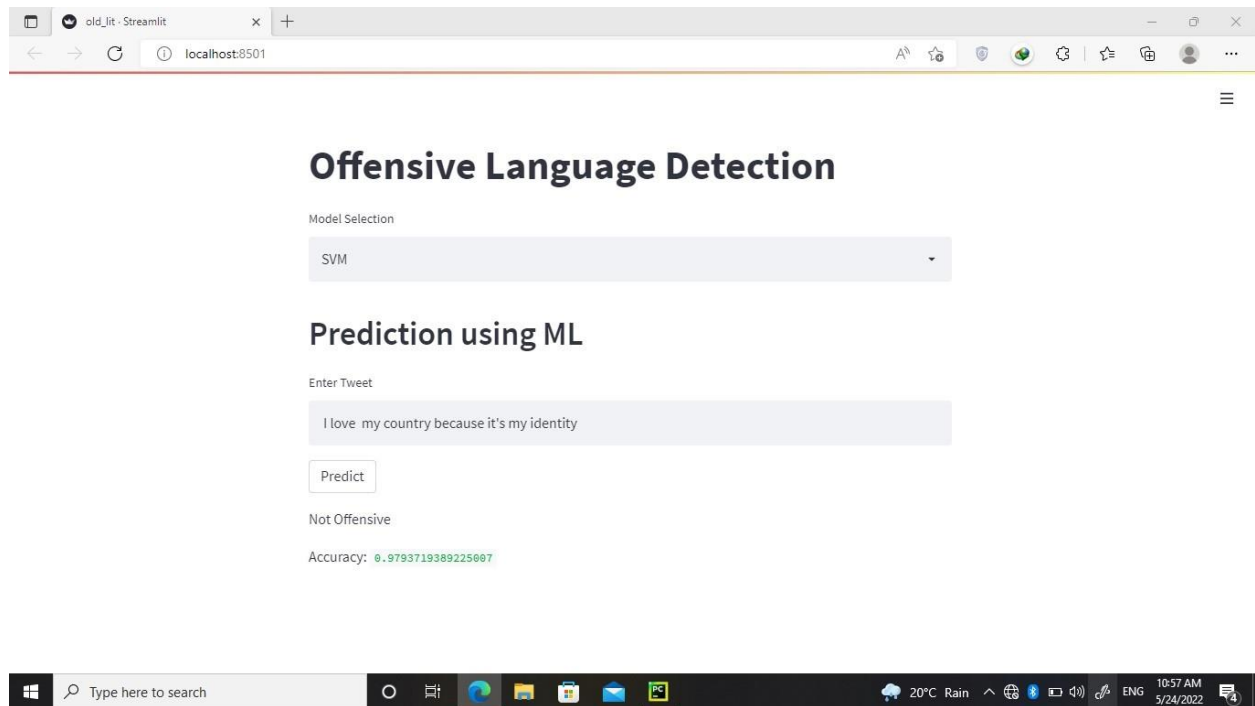 old_lit · Streamlit
localhost:8501
Offensive Language Detection
Model Selection
SVM
Prediction using ML
Enter Tweet
I love  my country because it's my identity
Predict
Not Offensive
Accuracy: 0.9793719389225007
Type here to search
PC
20°C Rain
ENG
10:57 AM
5/24/2022
4